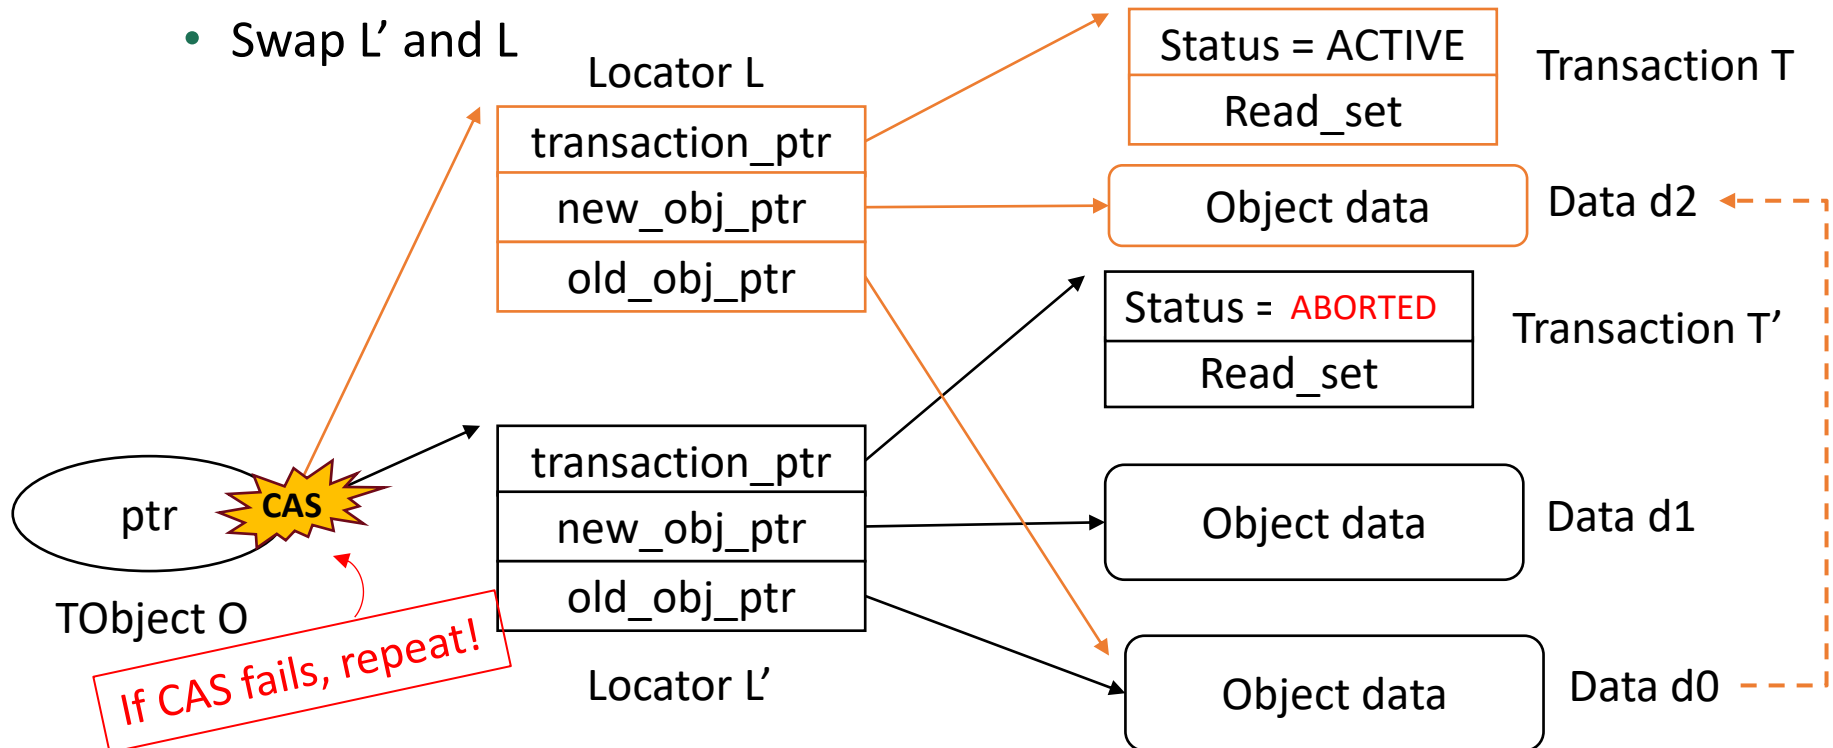 • Swap L’ and L
Locator L
transaction_ptr
new_obj_ptr
old_obj_ptr
Status = ACTIVE
Read_set
Transaction T
Object data
Data d2
Status = ABORTED
Read_set
Transaction T’
ptr
CAS
TObject O
If CAS fails, repeat!
transaction_ptr
new_obj_ptr
old_obj_ptr
Locator L’
Object data
Data d1
Object data
Data d0